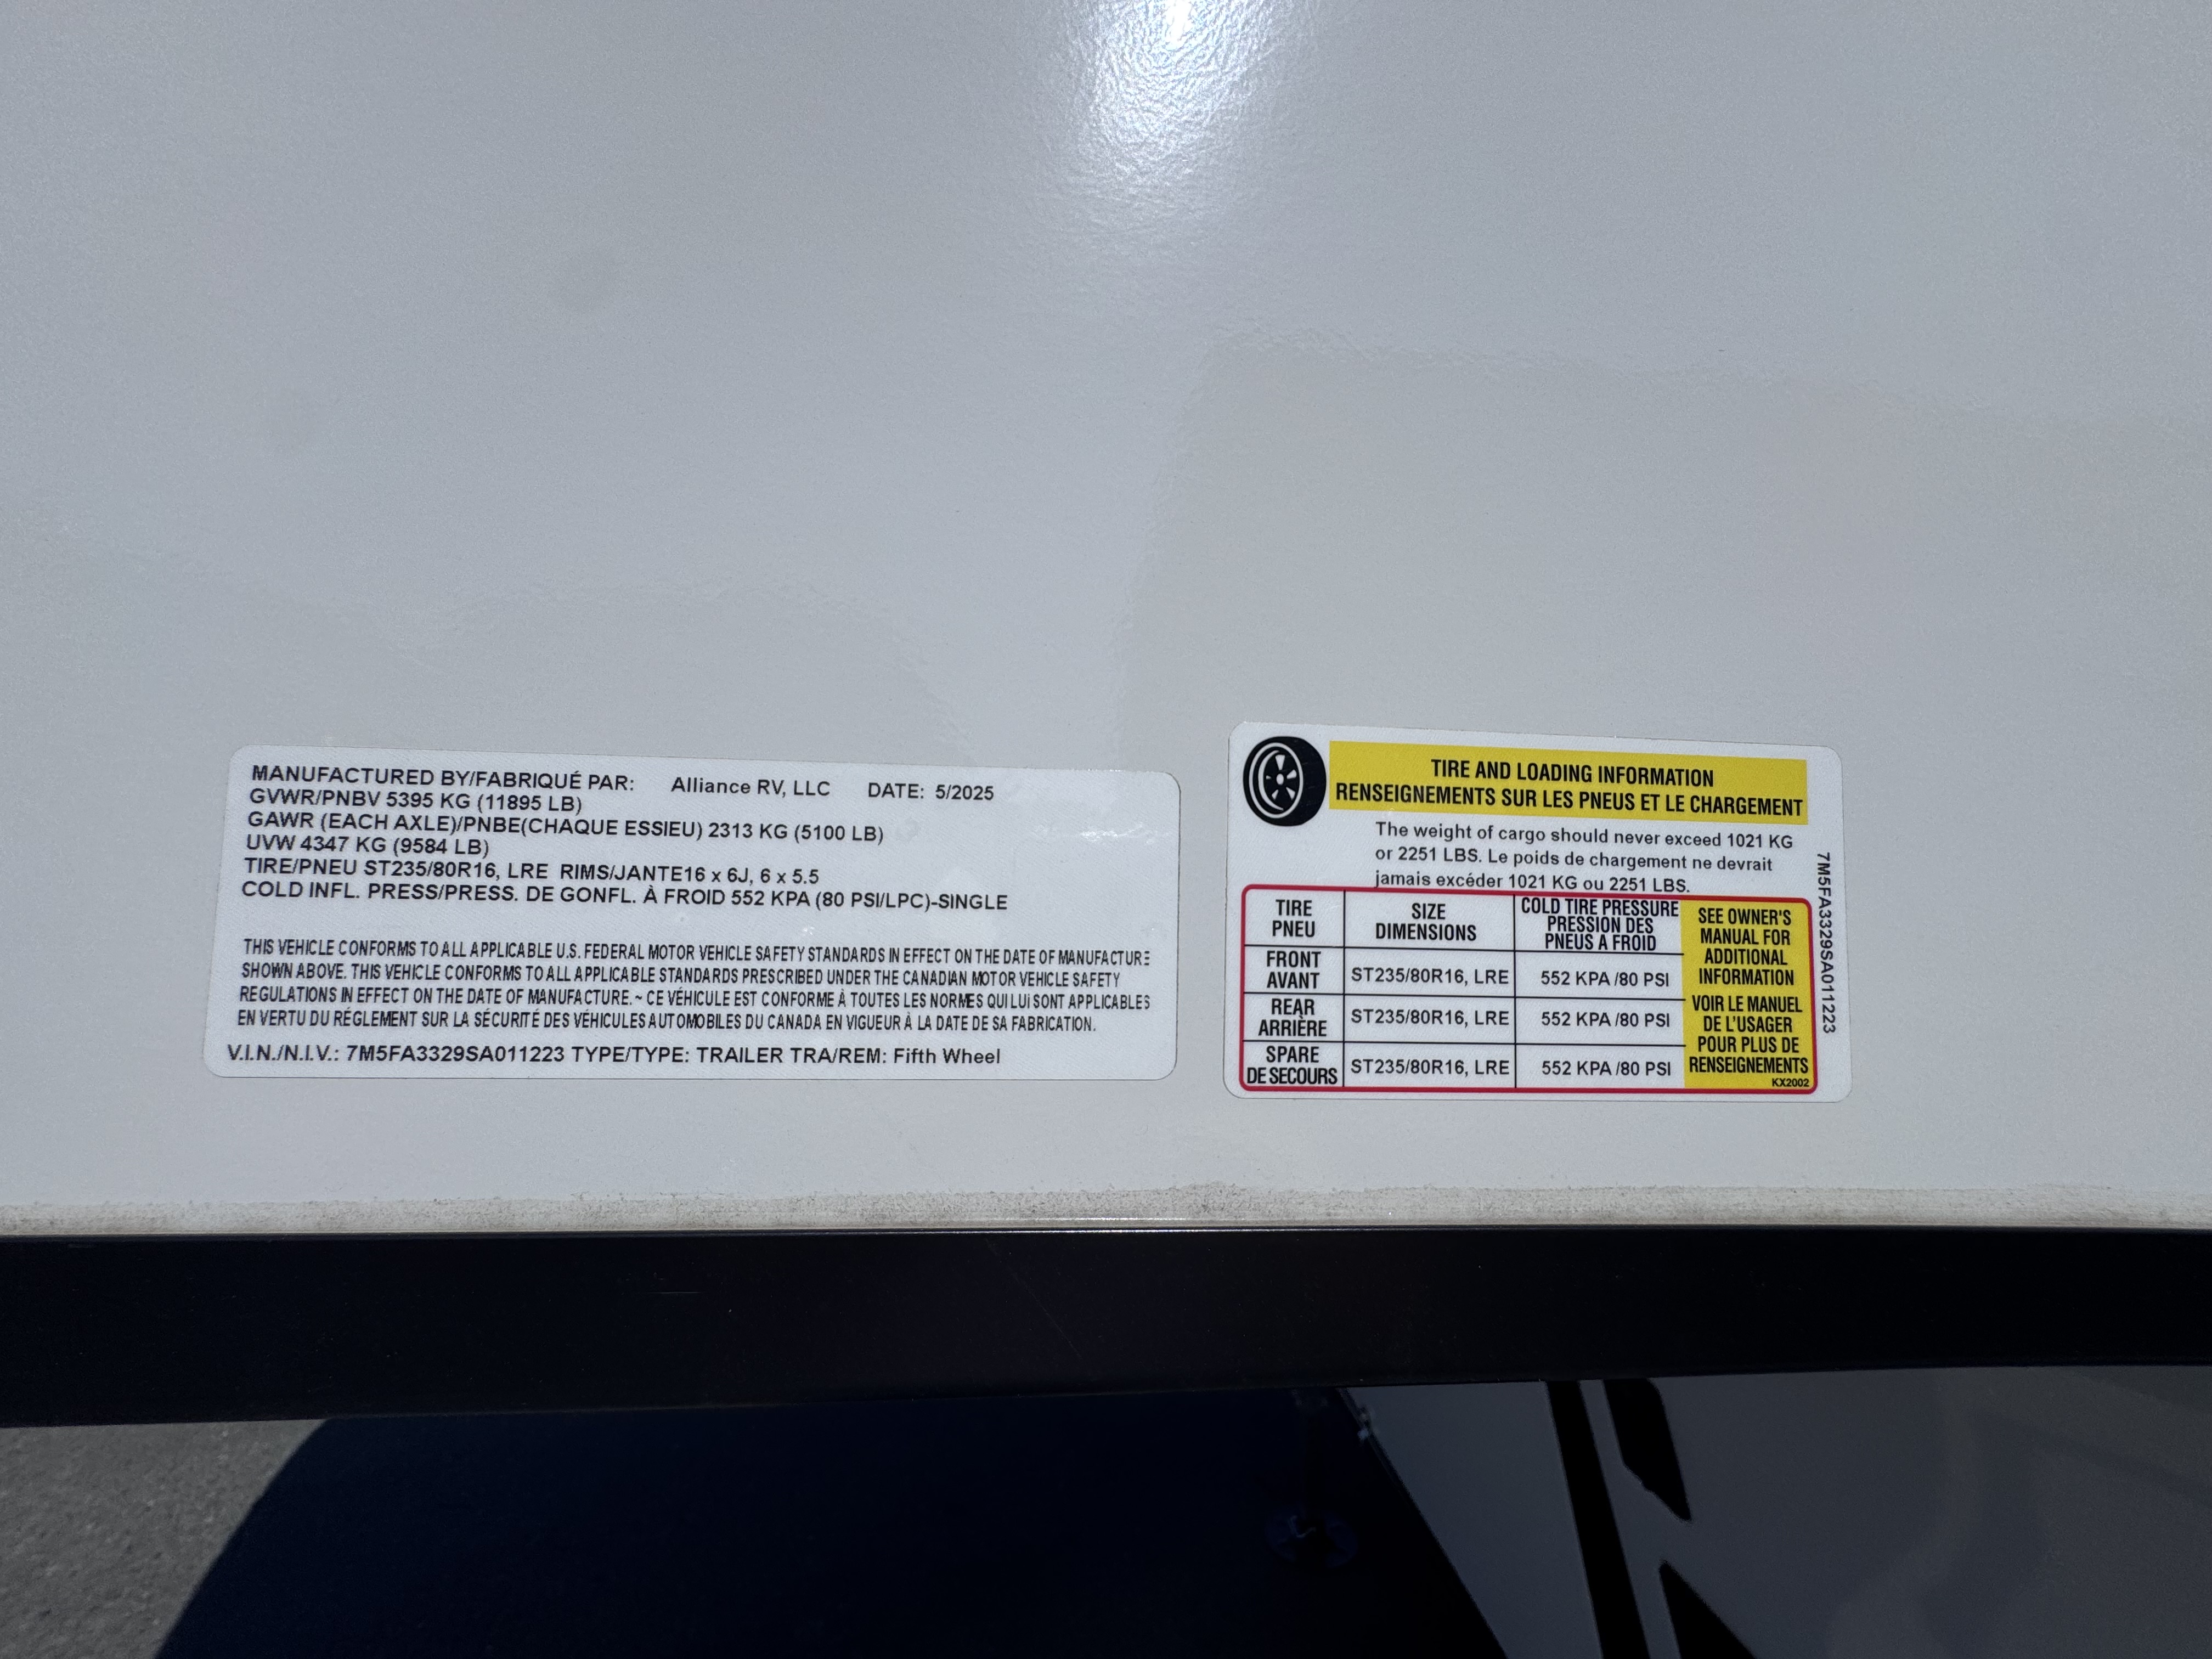 MANUFACTURED BY/FABRIQUÉ PAR: Alliance RV, LLC DATE: 5/2025
GVWR/PNBV 5395 KG (11895 LB)
GAWR (EACH AXLE)/PNBE(CHAQUE ESSIEU) 2313 KG (5100 LB)
UVW 4347 KG (9584 LB)
TIRE/PNEU ST235/80R16, LRE RIMS/JANTE16 x 6J, 6 x 5.5
COLD INFL. PRESS/PRESS. DE GONFL. À FROID 552 KPA (80 PSI/LPC)-SINGLE
THIS VEHICLE CONFORMS TO ALL APPLICABLE U.S. FEDERAL MOTOR VEHICLE SAFETY STANDARDS IN EFFECT ON THE DATE OF MANUFACTURE
SHOWN ABOVE. THIS VEHICLE CONFORMS TO ALL APPLICABLE STANDARDS PRESCRIBED UNDER THE CANADIAN MOTOR VEHICLE SAFETY
REGULATIONS IN EFFECT ON THE DATE OF MANUFACTURE. ~ CE VÉHICULE EST CONFORME À TOUTES LES NORMES QUI LUI SONT APPLICABLES
EN VERTU DU RÉGLEMENT SUR LA SÉCURITÉ DES VÉHICULES AUTOMOBILES DU CANADA EN VIGUEUR À LA DATE DE SA FABRICATION.
V.I.N./N.I.V.: 7M5FA3329SA011223 TYPE/TYPE: TRAILER TRA/REM: Fifth Wheel
TIRE AND LOADING INFORMATION
RENSEIGNEMENTS SUR LES PNEUS ET LE CHARGEMENT
The weight of cargo should never exceed 1021 KG
or 2251 LBS. Le poids de chargement ne devrait
jamais excéder 1021 KG ou 2251 LBS.
TIRE
PNEU
SIZE
DIMENSIONS
COLD TIRE PRESSURE
PRESSION DES
PNEUS A FROID
FRONT
AVANT
ST235/80R16, LRE
552 KPA /80 PSI
REAR
ARRIÈRE
ST235/80R16, LRE
552 KPA /80 PSI
SPARE
DE SECOURS
ST235/80R16, LRE
552 KPA /80 PSI
SEE OWNER'S
MANUAL FOR
ADDITIONAL
INFORMATION
VOIR LE MANUEL
DE L'USAGER
POUR PLUS DE
RENSEIGNEMENTS
KX2002
7M5FA3329SA011223